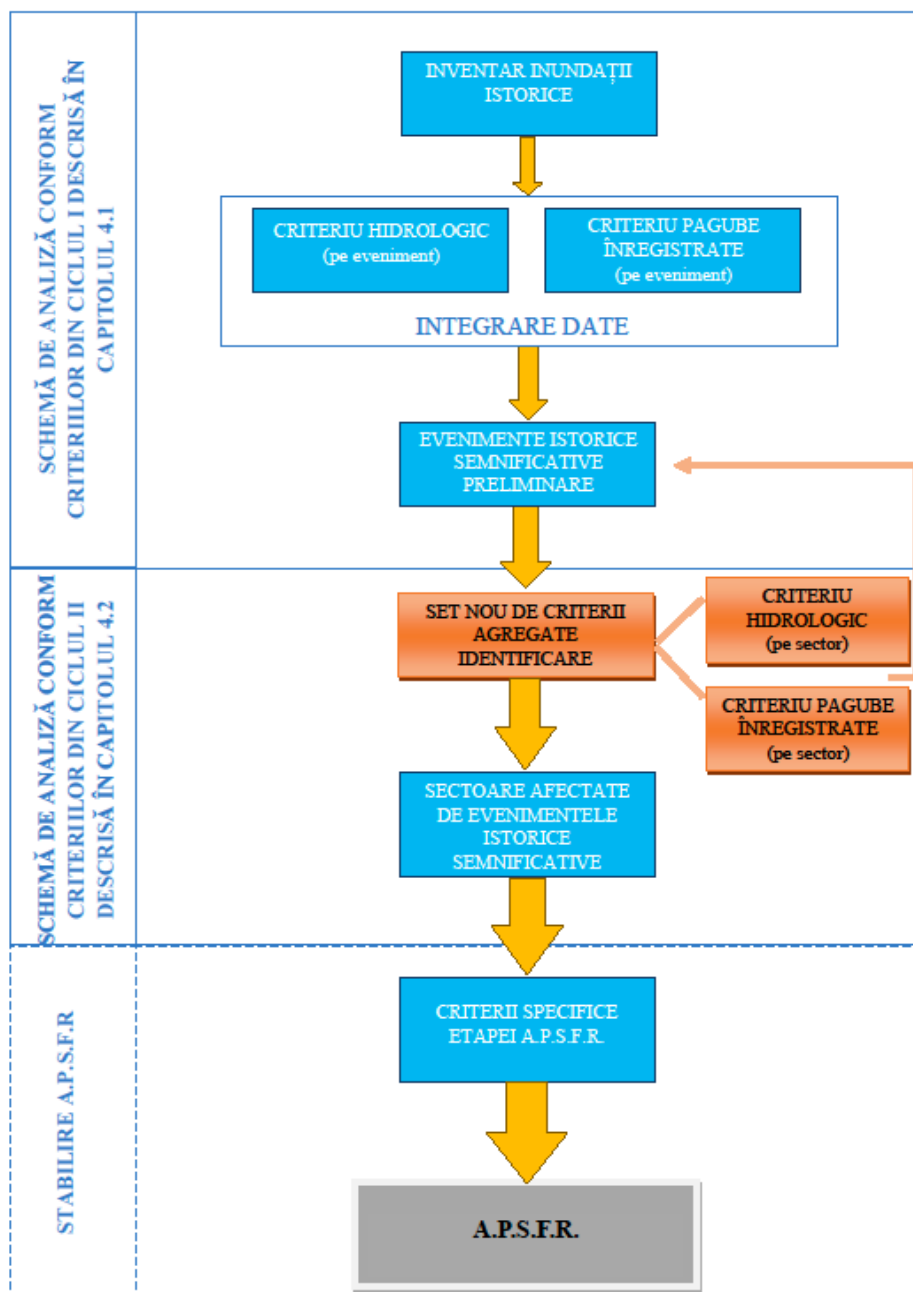 SCHEMĂ DE ANALIZĂ CONFORM
CRITERIILOR DIN CICLUL I DESCRISĂ ÎN
CAPITOLUL 4.1
INVENTAR INUNDAȚII
ISTORICE
CRITERIU HIDROLOGIC
(pe eveniment)
CRITERIU PAGUBE
ÎNREGISTRATE
(pe eveniment)
INTEGRARE DATE
EVENIMENTE ISTORICE
SEMNIFICATIVE
PRELIMINARE
SCHEMĂ DE ANALIZĂ CONFORM
CRITERIILOR DIN CICLUL II
DESCRISĂ ÎN CAPITOLUL 4.2
SET NOU DE CRITERII
AGREGATE
IDENTIFICARE
CRITERIU
HIDROLOGIC
(pe sector)
CRITERIU PAGUBE
ÎNREGISTRATE
(pe sector)
SECTOARE AFECTATE
DE EVENIMENTELE
ISTORICE
SEMNIFICATIVE
STABILIRE A.P.S.F.R
CRITERII SPECIFICE
ETAPEI A.P.S.F.R.
A.P.S.F.R.